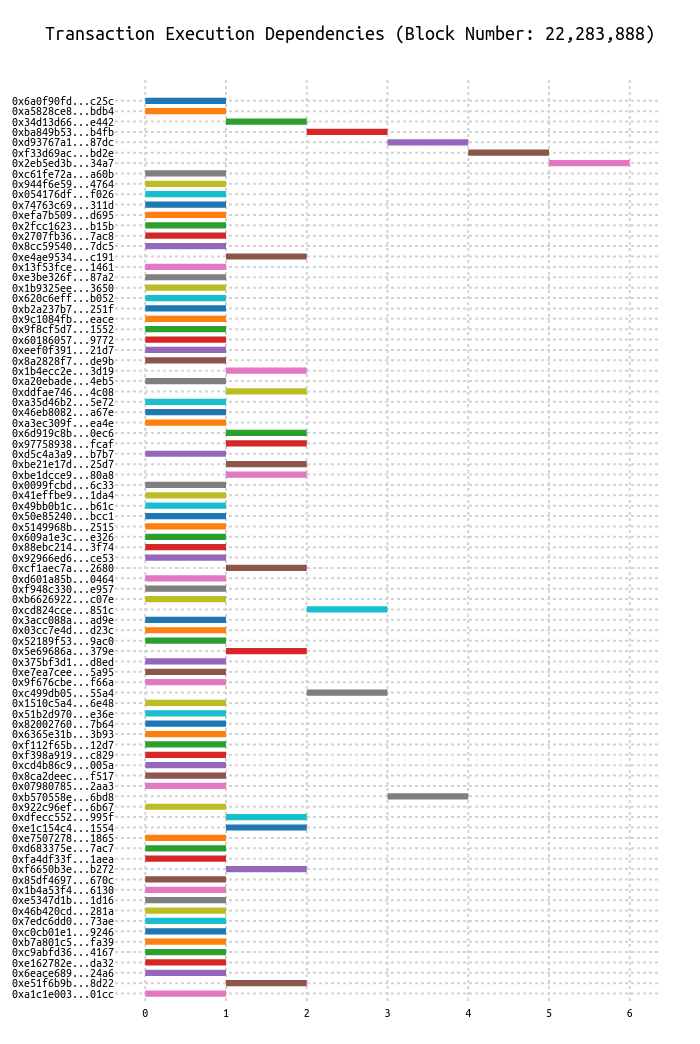 Transaction Execution Dependencies (Block Number: 22,283,888)
0x6a0f90fd...c25c
0xa5828ce8...bdb4
0x34d13d66...e442
0xba849b53...b4fb
0xd93767a1...87dc
0xf33d69ac...bd2e
0x2eb5ed3b...34a7
0xc61fe72a...a60b
0x944f6e59...4764
0x054176df...f026
0x74763c69...311d
0xefa7b509...d695
0x2fcc1623...b15b
0x2707fb36...7ac8
0x8cc59540...7dc5
0xe4ae9534...c191
0x13f53fce...1461
0xe3be326f...87a2
0x1b9325ee...3650
0x620c6eff...b052
0xb2a237b7...251f
0x9c1084fb...eace
0x9f8cf5d7...1552
0x60186057...9772
0xeef0f391...21d7
0x8a2828f7...de9b
0x1b4ecc2e...3d19
0xa20ebade...4eb5
0xddfae746...4c08
0xa35d46b2...5e72
0x46eb8082...a67e
0xa3ec309f...ea4e
0x6d919c8b...0ec6
0x97758938...fcaf
0xd5c4a3a9...b7b7
0xbe21e17d...25d7
0xbe1dcce9...80a8
0x0099fcbd...6c33
0x41effbe9...1da4
0x49bb0b1c...b61c
0x50e85240...bcc1
0x5149968b...2515
0x609a1e3c...e326
0x88ebc214...3f74
0x92966ed6...ce53
0xcf1aec7a...2680
0xd601a85b...0464
0xf948c330...e957
0xb6626922...c07e
0xcd824cce...851c
0x3acc088a...ad9e
0x03cc7e4d...d23c
0x52189f53...9ac0
0x5e69686a...379e
0x375bf3d1...d8ed
0xe7ea7cee...5a95
0x9f676cbe...f66a
0xc499db05...55a4
0x1510c5a4...6e48
0x51b2d970...e36e
0x82002760...7b64
0x6365e31b...3b93
0xf112f65b...12d7
0xf398a919...c829
0xcd4b86c9...005a
0x8ca2deec...f517
0x07980785...2aa3
0xb570558e...6bd8
0x922c96ef...6b67
0xdfecc552...995f
0xe1c154c4...1554
0xe7507278...1865
0xd683375e...7ac7
0xfa4df33f...1aea
0xf6650b3e...b272
0x85df4697...670c
0x1b4a53f4...6130
0xe5347d1b...1d16
0x46b420cd...281a
0x7edc6dd0...73ae
0xc0cb01e1...9246
0xb7a801c5...fa39
0xc9abfd36...4167
0xe162782e...da32
0x6eace689...24a6
0xe51f6b9b...8d22
0xa1c1e003...01cc
0 1 2 3 4 5 6